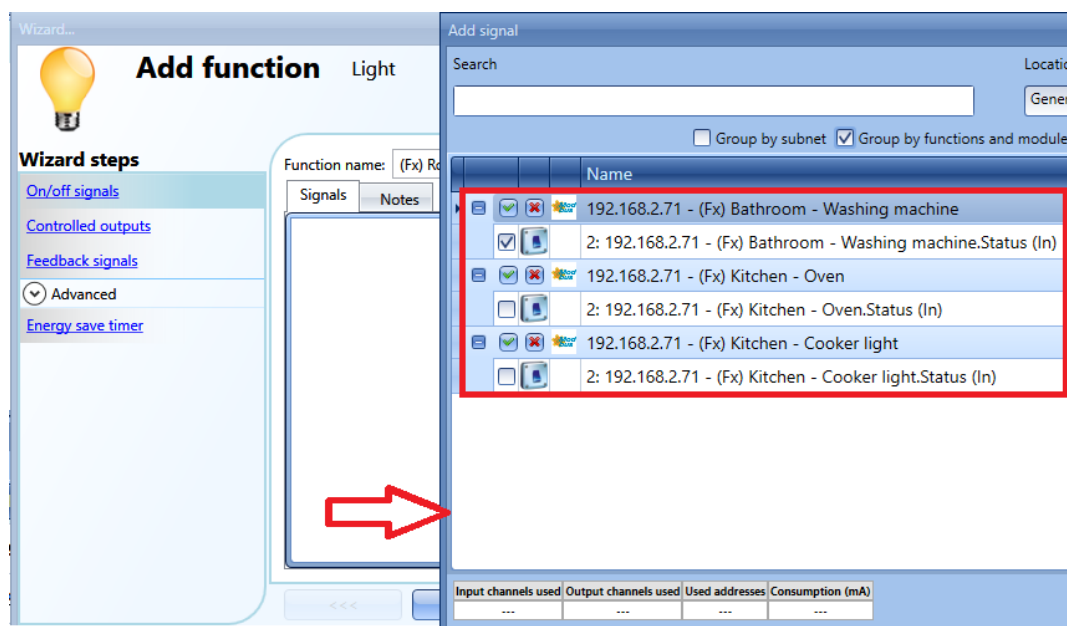 Wizard...
Add function Light
Wizard steps
On/off signals
Controlled outputs
Feedback signals
Advanced
Energy save timer
Function name: (Fx)
Signals Notes
<<<
Add signal
Search
Group by subnet Group by functions and module
Name
192.168.2.71 - (Fx) Bathroom - Washing machine
2: 192.168.2.71 - (Fx) Bathroom - Washing machine.Status (In)
192.168.2.71 - (Fx) Kitchen - Oven
2: 192.168.2.71 - (Fx) Kitchen - Oven.Status (In)
192.168.2.71 - (Fx) Kitchen - Cooker light
2: 192.168.2.71 - (Fx) Kitchen - Cooker light.Status (In)
Input channels used Output channels used Used addresses Consumption (mA)
--- --- --- ---